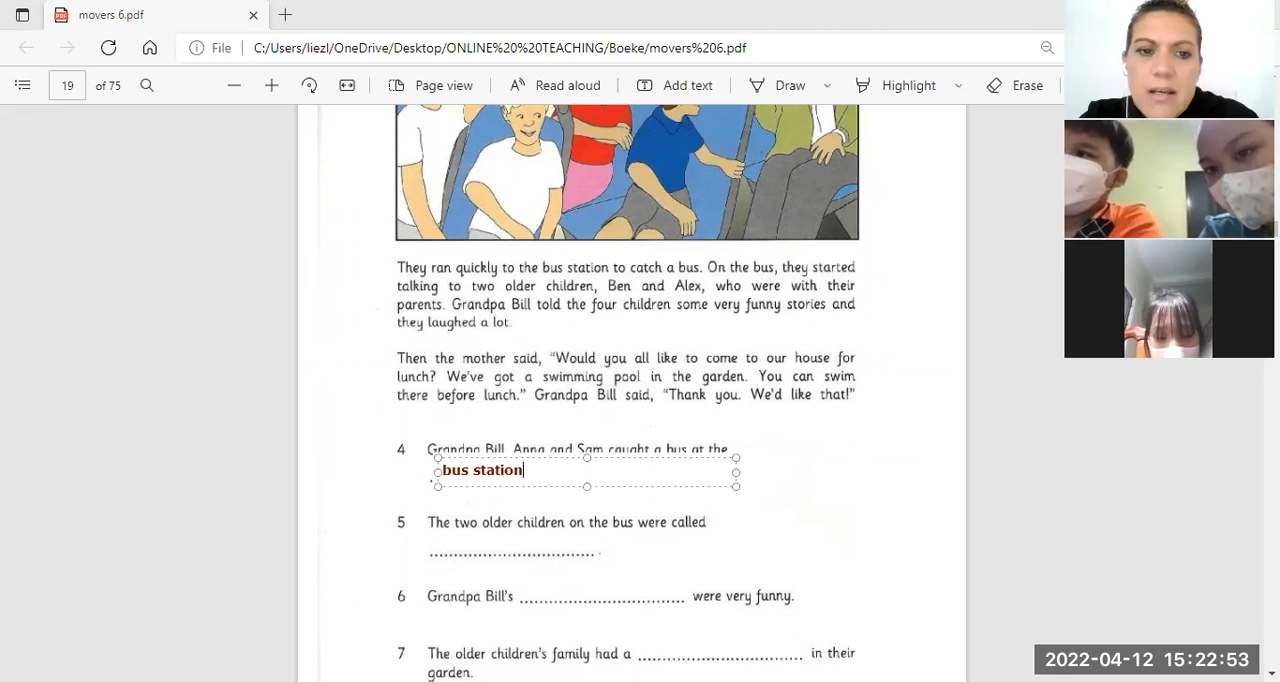 movers 6.pdf
File C:/Users/liezl/OneDrive/Desktop/ONLINE%20%20TEACHING/Boeke/movers%206.pdf
19 of 75 Page view Read aloud Add text Draw Highlight Erase
They ran quickly to the bus station to catch a bus. On the bus, they started
talking to two older children, Ben and Alex, who were with their
parents. Grandpa Bill told the four children some very funny stories and
they laughed a lot.
Then the mother said, “Would you all like to come to our house for
lunch? We’ve got a swimming pool in the garden. You can swim
there before lunch.” Grandpa Bill said, “Thank you. We’d like that!”
4 Grandpa Bill, Anna and Sam caught a bus at the
bus station
5 The two older children on the bus were called
.............................................. .
6 Grandpa Bill’s .............................................. were very funny.
7 The older children’s family had a .............................................. in their
garden.
2022-04-12 15:22:53